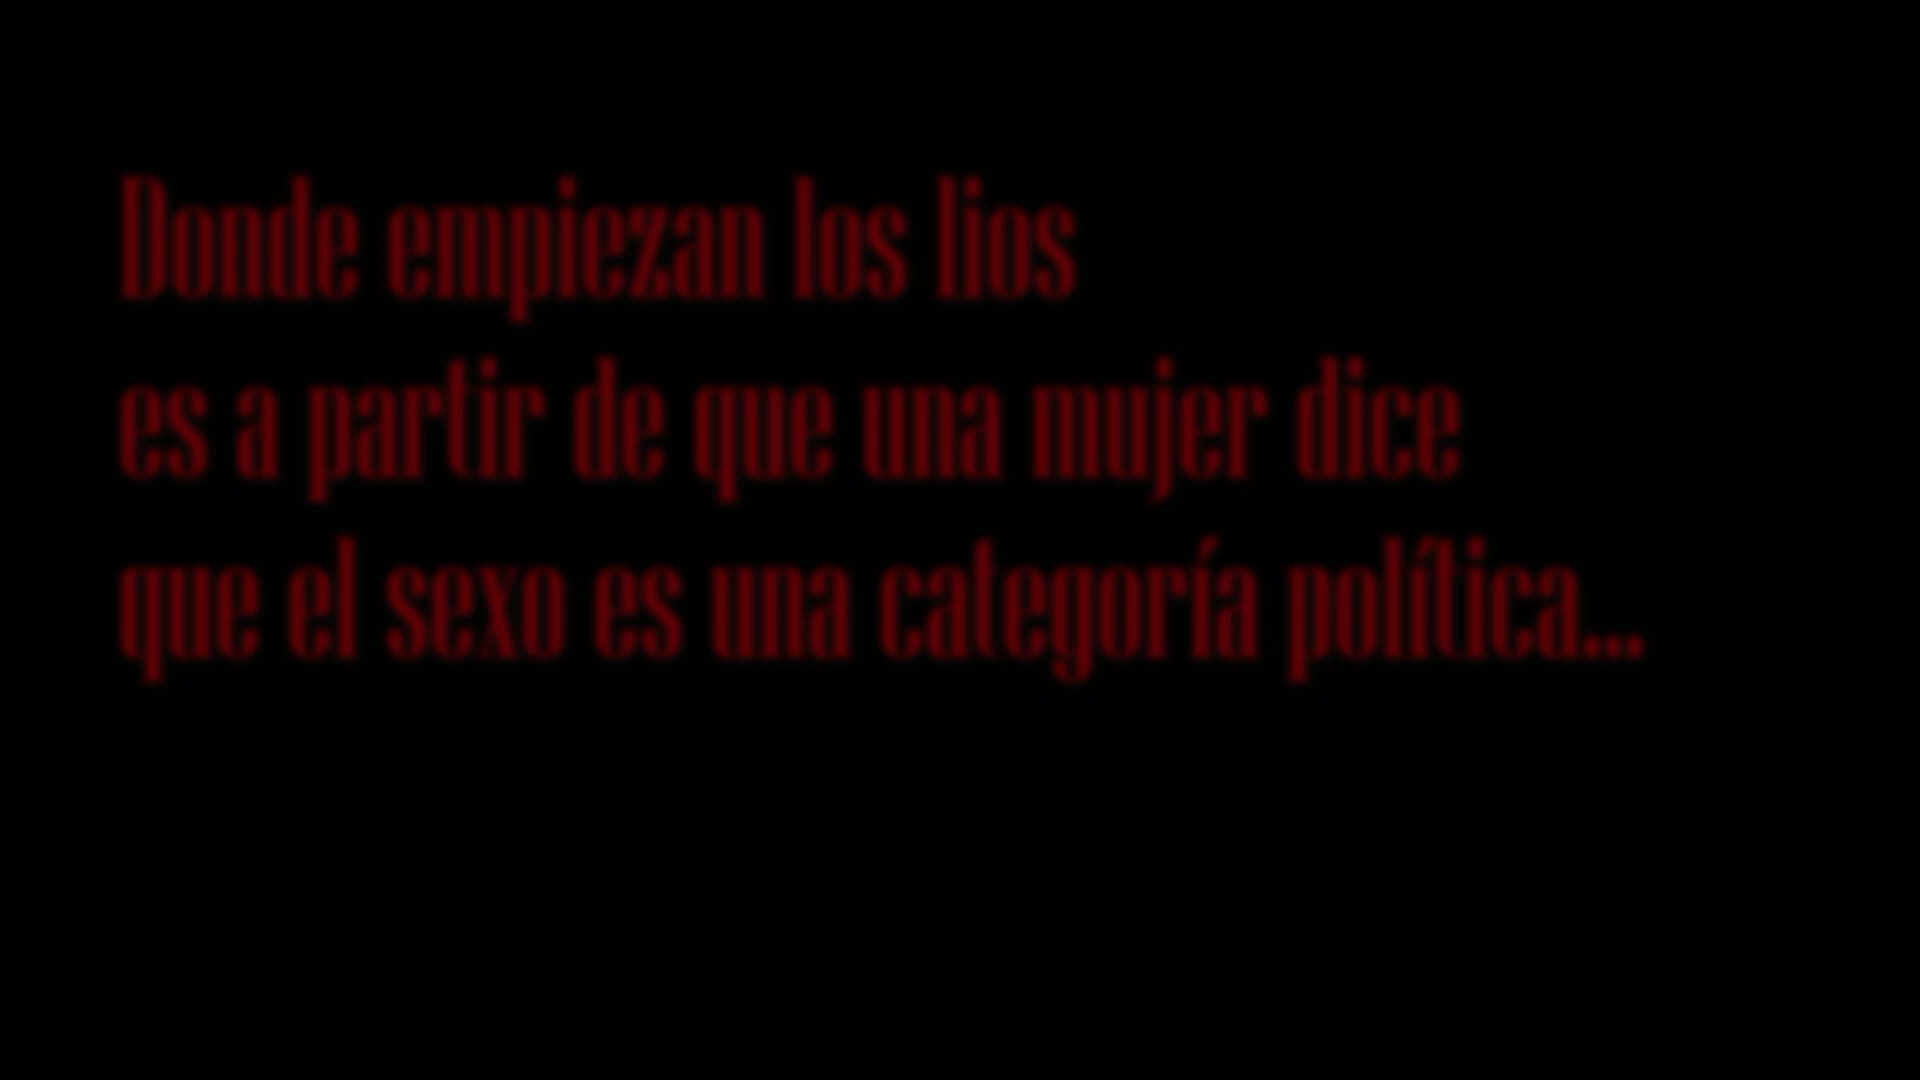 Donde empiezan los lios
es a partir de que una mujer dice
que el sexo es una categoría política...